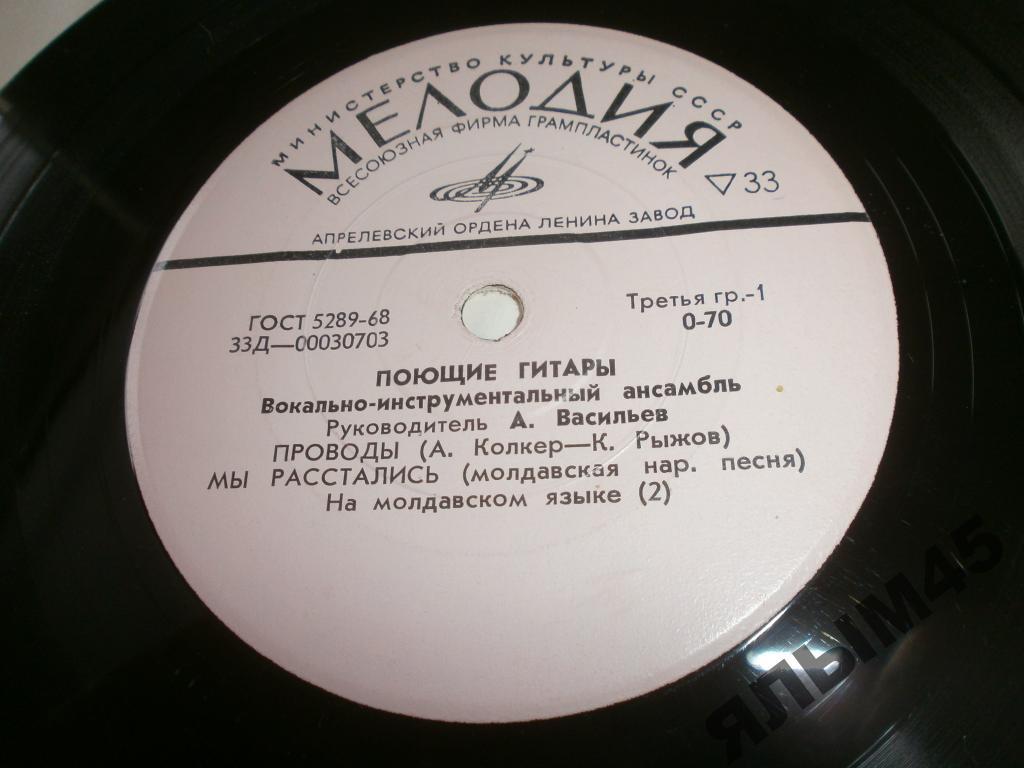 МИНИСТЕРСТВО КУЛЬТУРЫ СССР
МЕЛОДИЯ
ВСЕСОЮЗНАЯ ФИРМА ГРАМПЛАСТИНОК
33
АПРЕЛЕВСКИЙ ОРДЕНА ЛЕНИНА ЗАВОД
ГОСТ 5289-68
33Д—00030703
Третья гр.-1
0-70
ПОЮЩИЕ ГИТАРЫ
Вокально-инструментальный ансамбль
Руководитель А. Васильев
ПРОВОДЫ (А. Колкер—К. Рыжов)
МЫ РАССТАЛИСЬ (молдавская нар. песня)
На молдавском языке (2)
ЯЛЫМ45